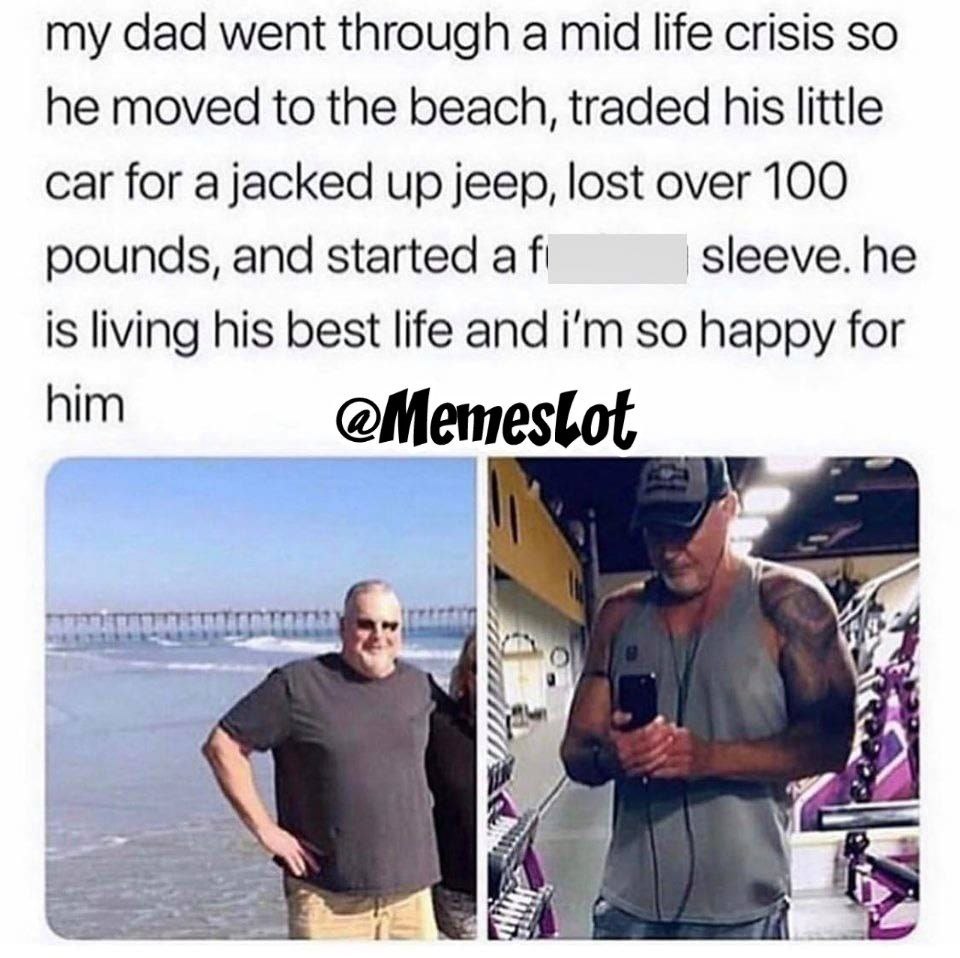 my dad went through a mid life crisis so
he moved to the beach, traded his little
car for a jacked up jeep, lost over 100
pounds, and started a f sleeve. he
is living his best life and i'm so happy for
him
@MemesLot